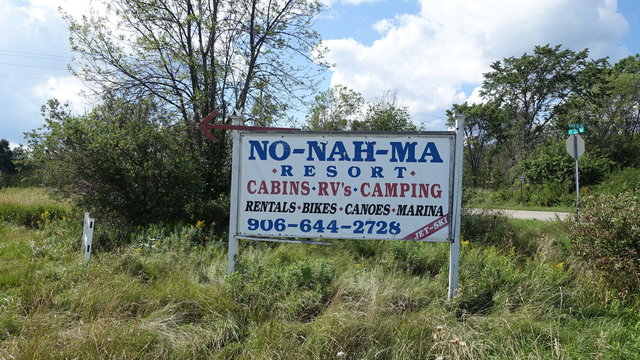 NO-NAH-MA
• RESORT •
CABINS • RV's • CAMPING
RENTALS • BIKES • CANOES • MARINA
906-644-2728
JET-SKI